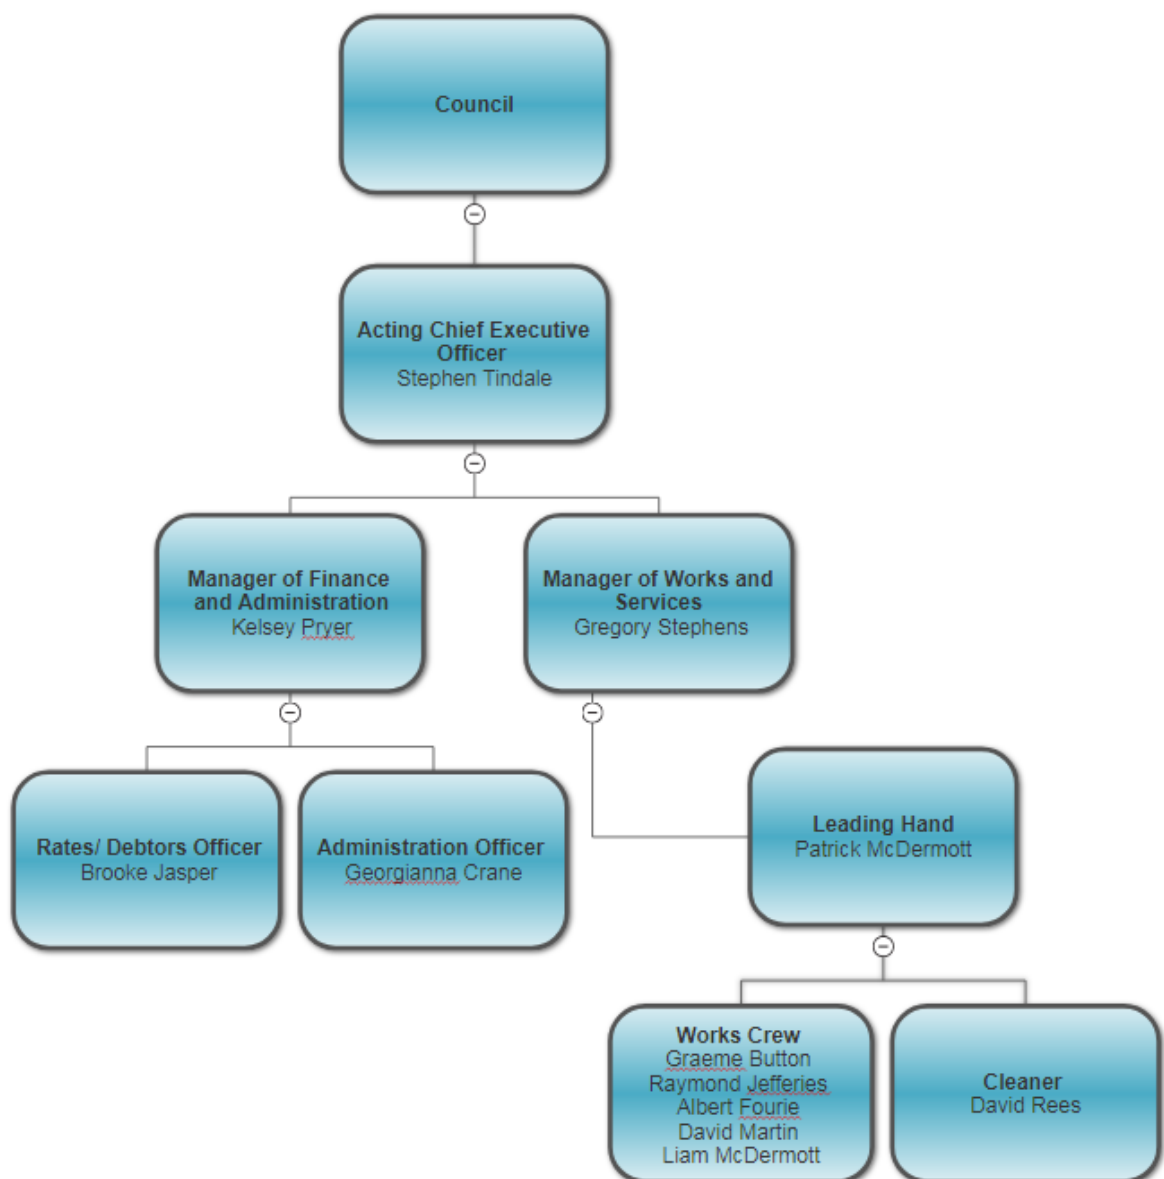 Council
Acting Chief Executive
Officer
Stephen Tindale
Manager of Finance
and Administration
Kelsey Pryer
Manager of Works and
Services
Gregory Stephens
Rates/ Debtors Officer
Brooke Jasper
Administration Officer
Georgianna Crane
Leading Hand
Patrick McDermott
Works Crew
Graeme Button
Raymond Jefferies
Albert Fourie
David Martin
Liam McDermott
Cleaner
David Rees